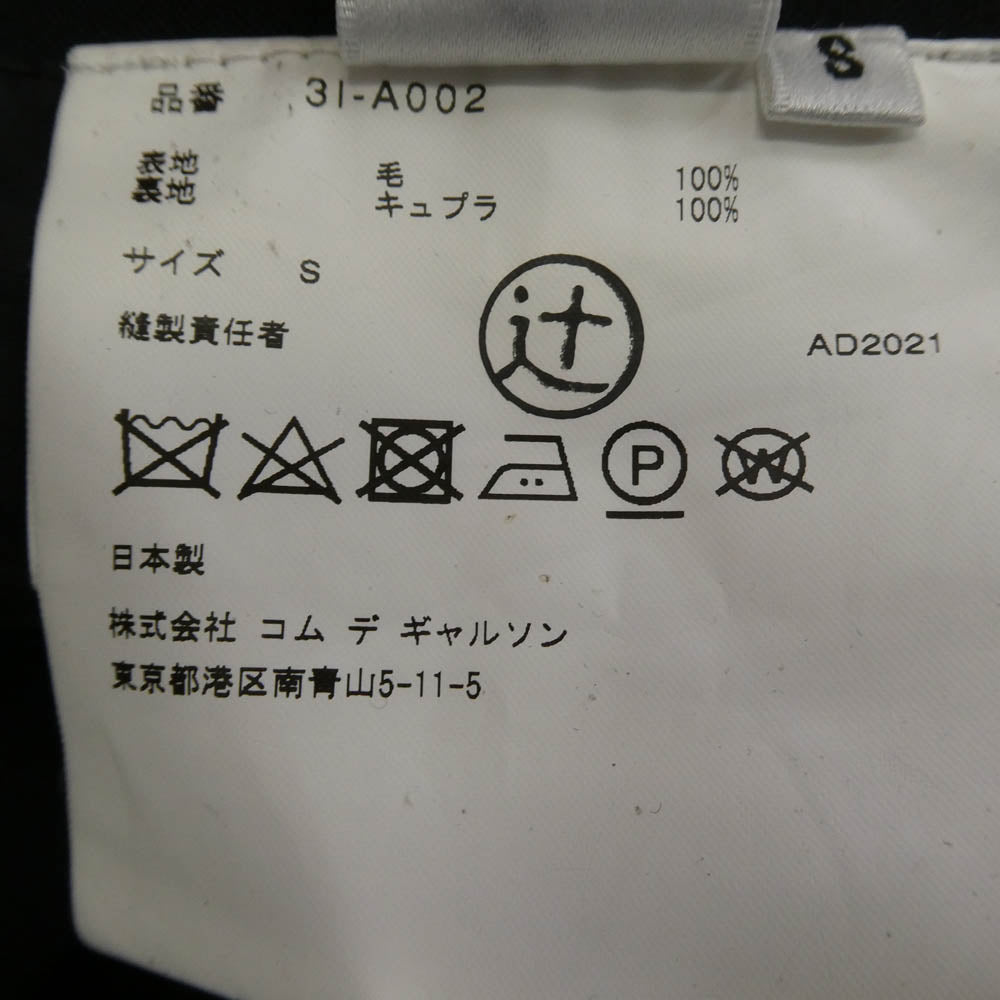 8
品番 31-A002
表地 毛 100%
裏地 キュプラ 100%
サイズ S
縫製責任者 辻 AD2021
P W
日本製
株式会社 コム デ ギャルソン
東京都港区南青山5-11-5